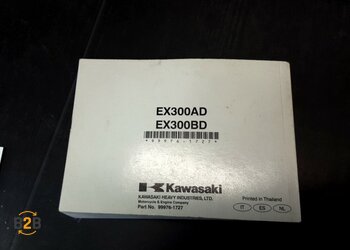 EX300AD
EX300BD
*99976-1727*
Kawasaki
KAWASAKI HEAVY INDUSTRIES, LTD.
Motorcycle & Engine Company
Part No. 99976-1727
Printed in Thailand
IT ES NL
B2B